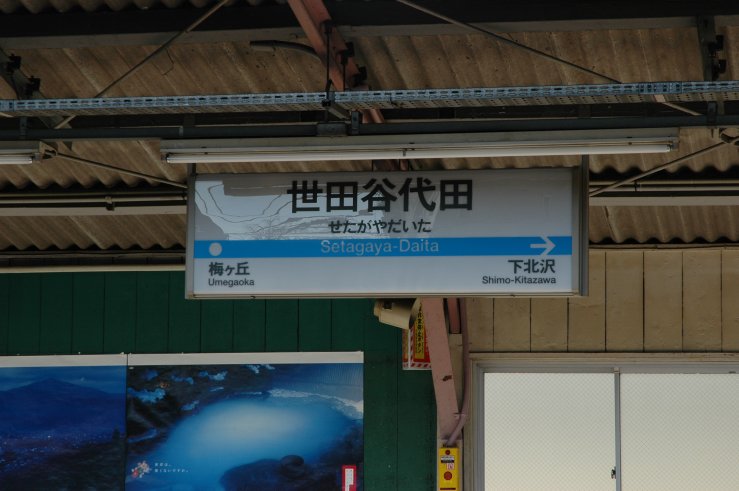 世田谷代田
せたがやだいた
Setagaya-Daita
梅ヶ丘 下北沢
Umegaoka Shimo-Kitazawa